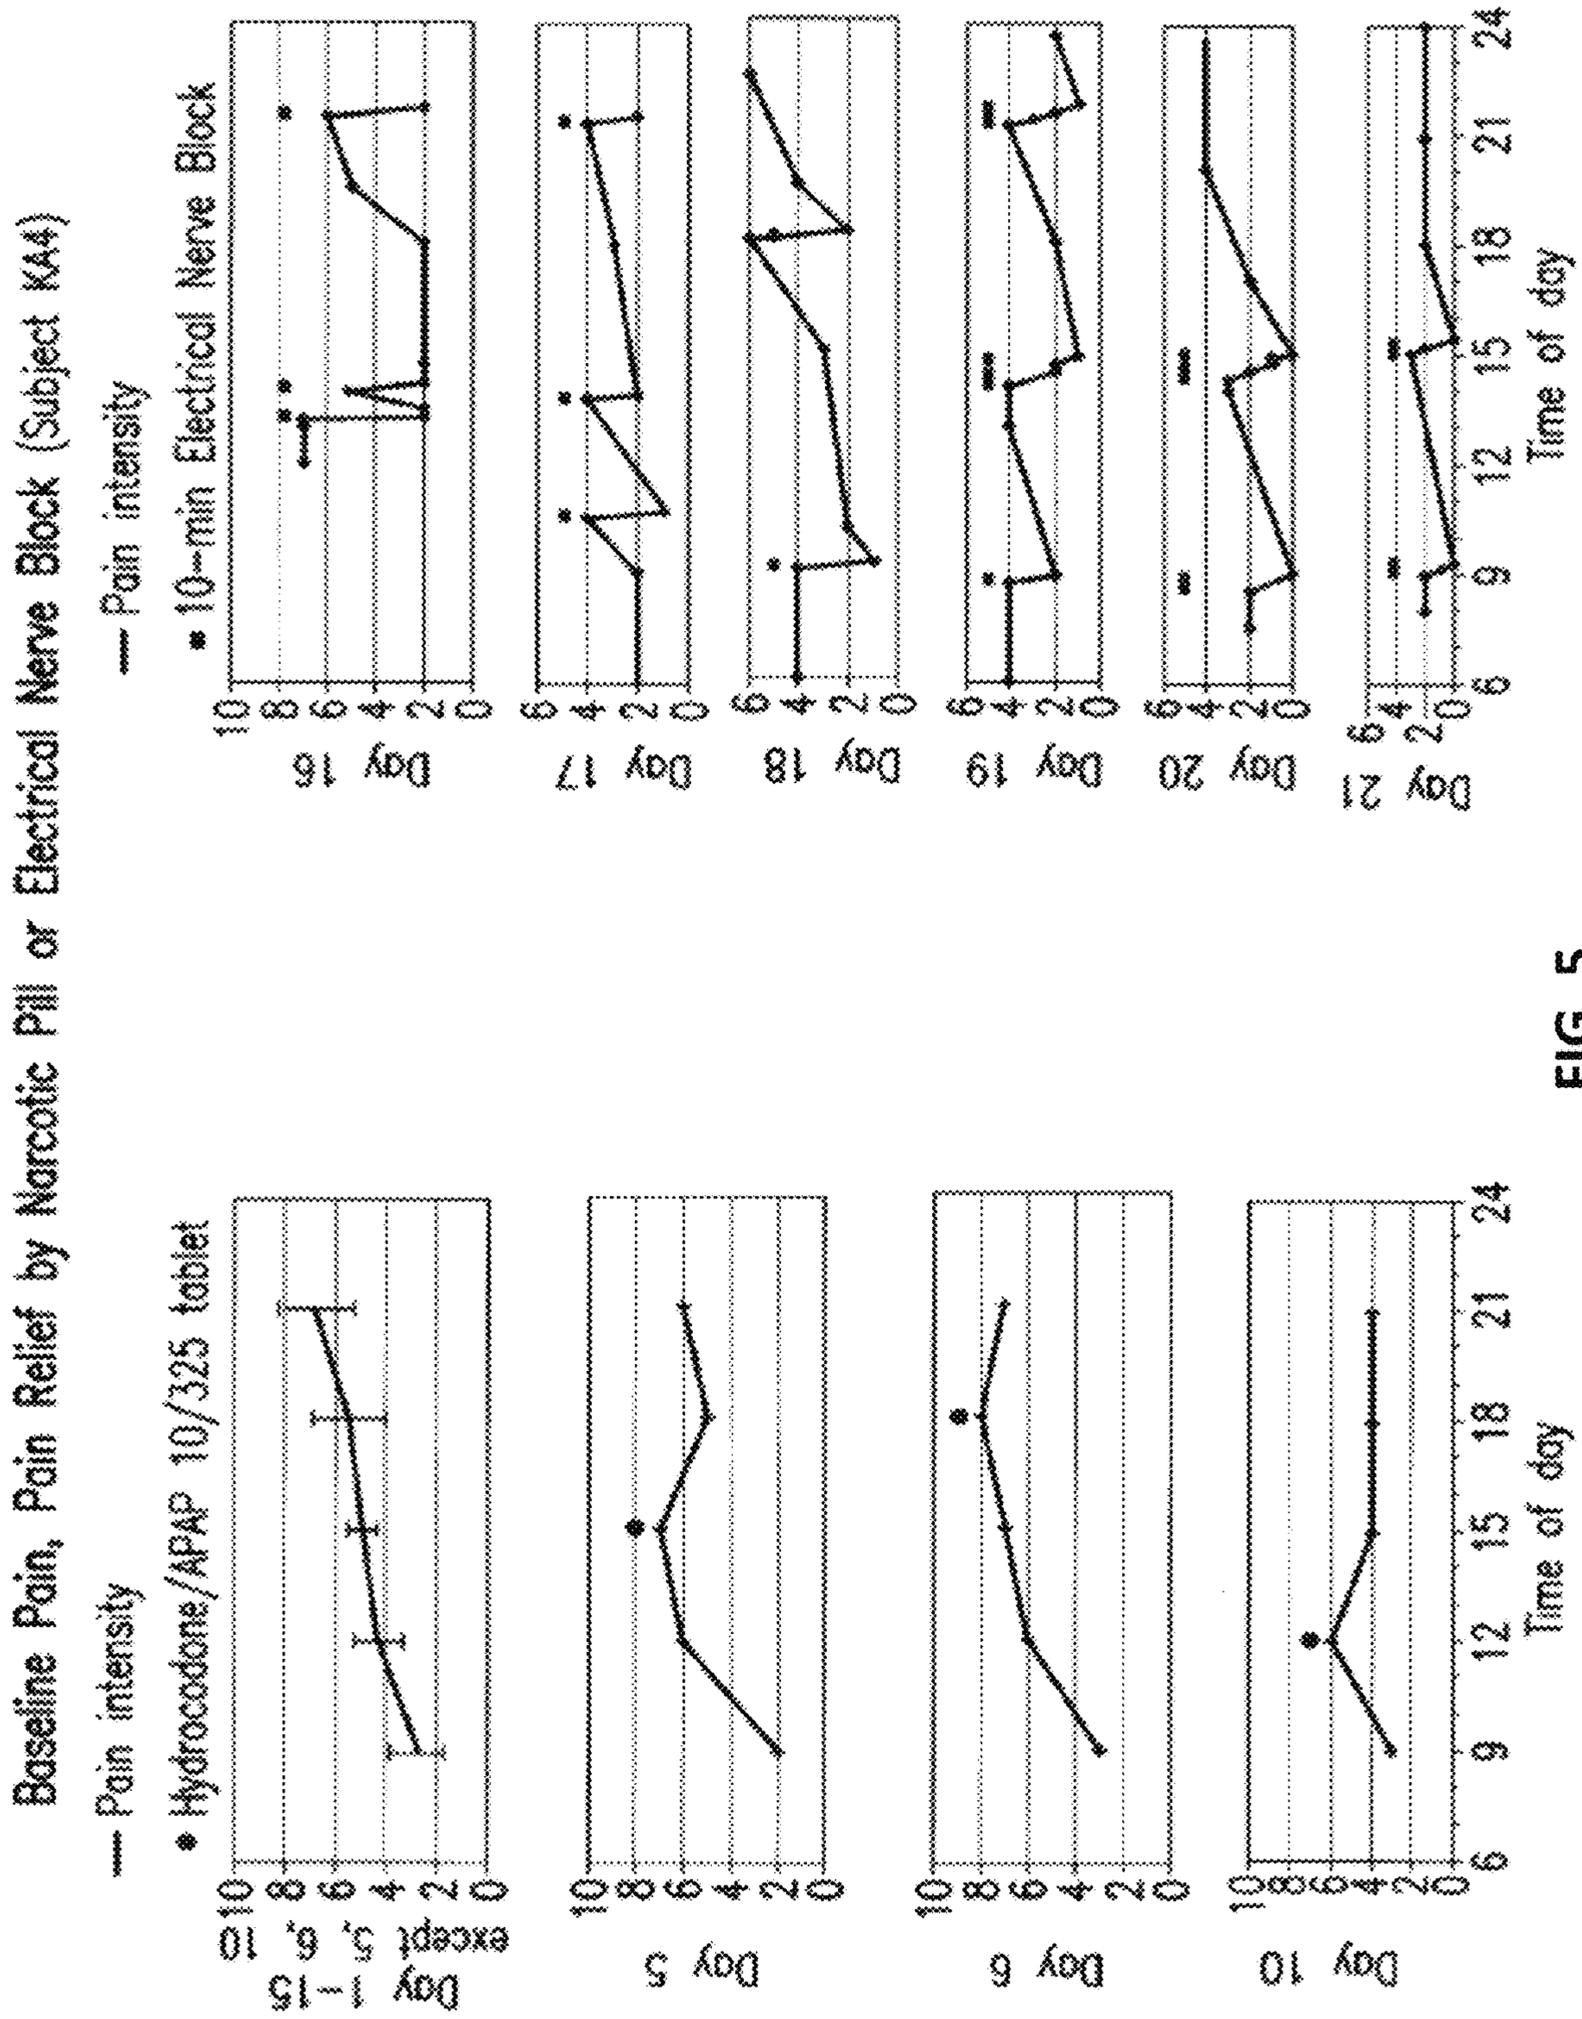 Baseline Pain, Pain Relief by Narcotic Pill or Electrical Nerve Block (Subject KA4)
Pain intensity
Hydrocodone/APAP 10/325 tablet
10
8
6
4
2
0
Day 1-15
except 5, 6, 10
10
8
6
4
2
0
Day 5
10
8
6
4
2
0
Day 6
10
8
6
4
2
0
Day 10
6 9 12 15 18 21 24
Time of day
Pain intensity
10-min Electrical Nerve Block
10
8
6
4
2
0
Day 16
6
4
2
0
Day 17
6
4
2
0
Day 18
6
4
2
0
Day 19
6
4
2
0
Day 20
6
4
2
0
Day 21
6 9 12 15 18 21 24
Time of day
FIG. 5